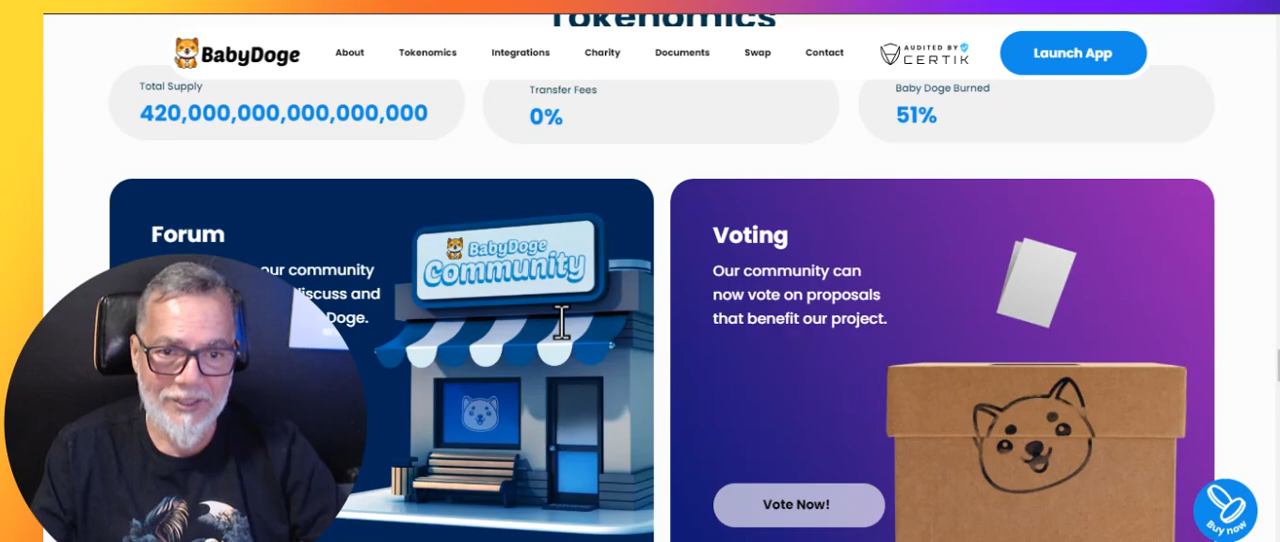 Tokenomics
BabyDoge
About
Tokenomics
Integrations
Charity
Documents
Swap
Contact
AUDITED BY
CERTIK
Launch App
Total Supply
420,000,000,000,000,000
Transfer Fees
0%
Baby Doge Burned
51%
Forum
our community
discuss and
Doge.
BabyDoge
Community
Voting
Our community can
now vote on proposals
that benefit our project.
Vote Now!
Buy now